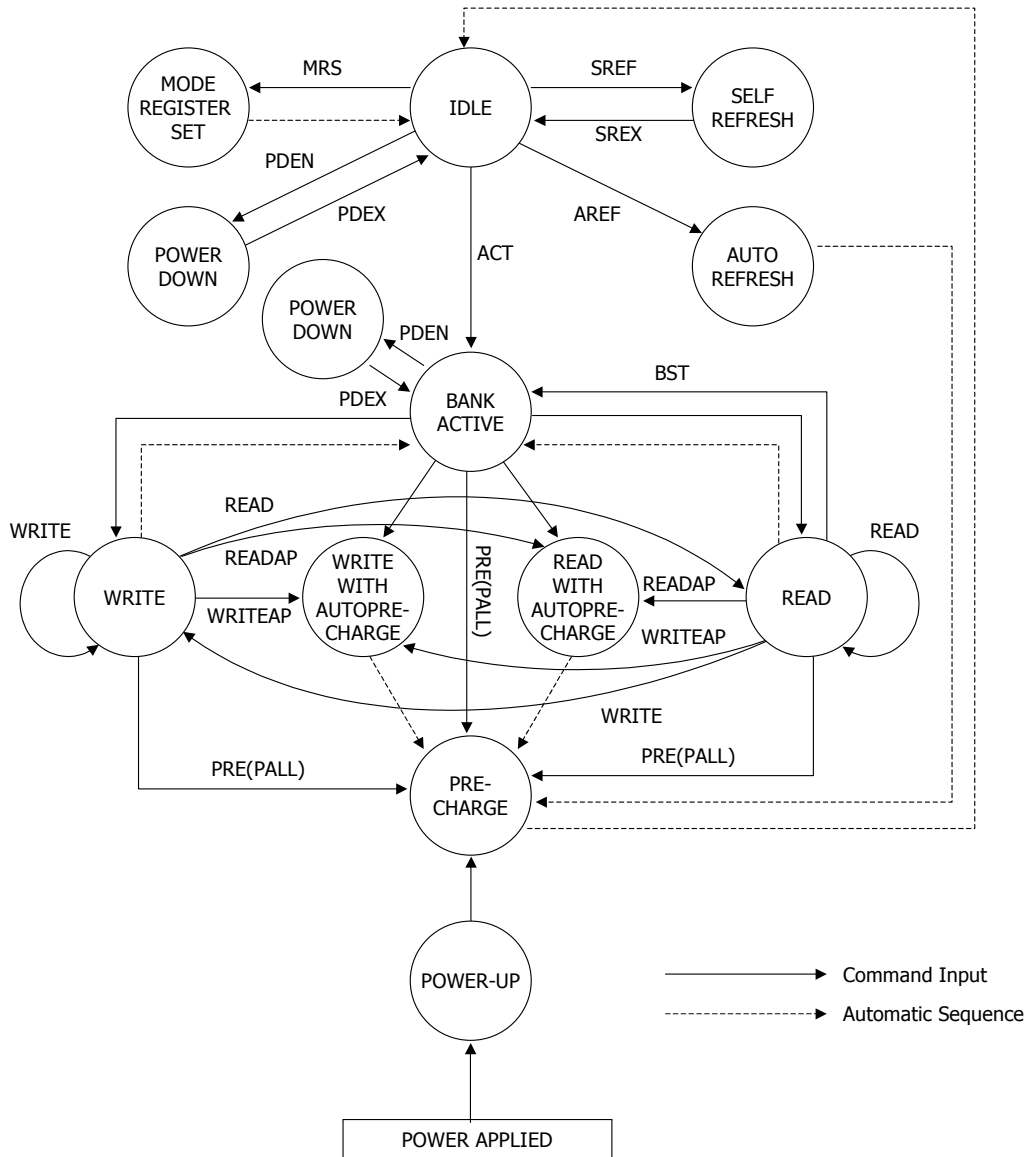 MRS
SREF
MODE
REGISTER
SET
IDLE
SELF
REFRESH
SREX
PDEN
PDEX
AREF
POWER
DOWN
ACT
AUTO
REFRESH
POWER
DOWN
PDEN
PDEX
BST
BANK
ACTIVE
WRITE
READ
READ
READAP
WRITE
WITH
AUTOPRE-
CHARGE
PRE(PALL)
READ
WITH
AUTOPRE-
CHARGE
READAP
WRITE
READ
WRITEAP
WRITEAP
WRITE
PRE(PALL)
PRE(PALL)
PRE-
CHARGE
POWER-UP
Command Input
Automatic Sequence
POWER APPLIED